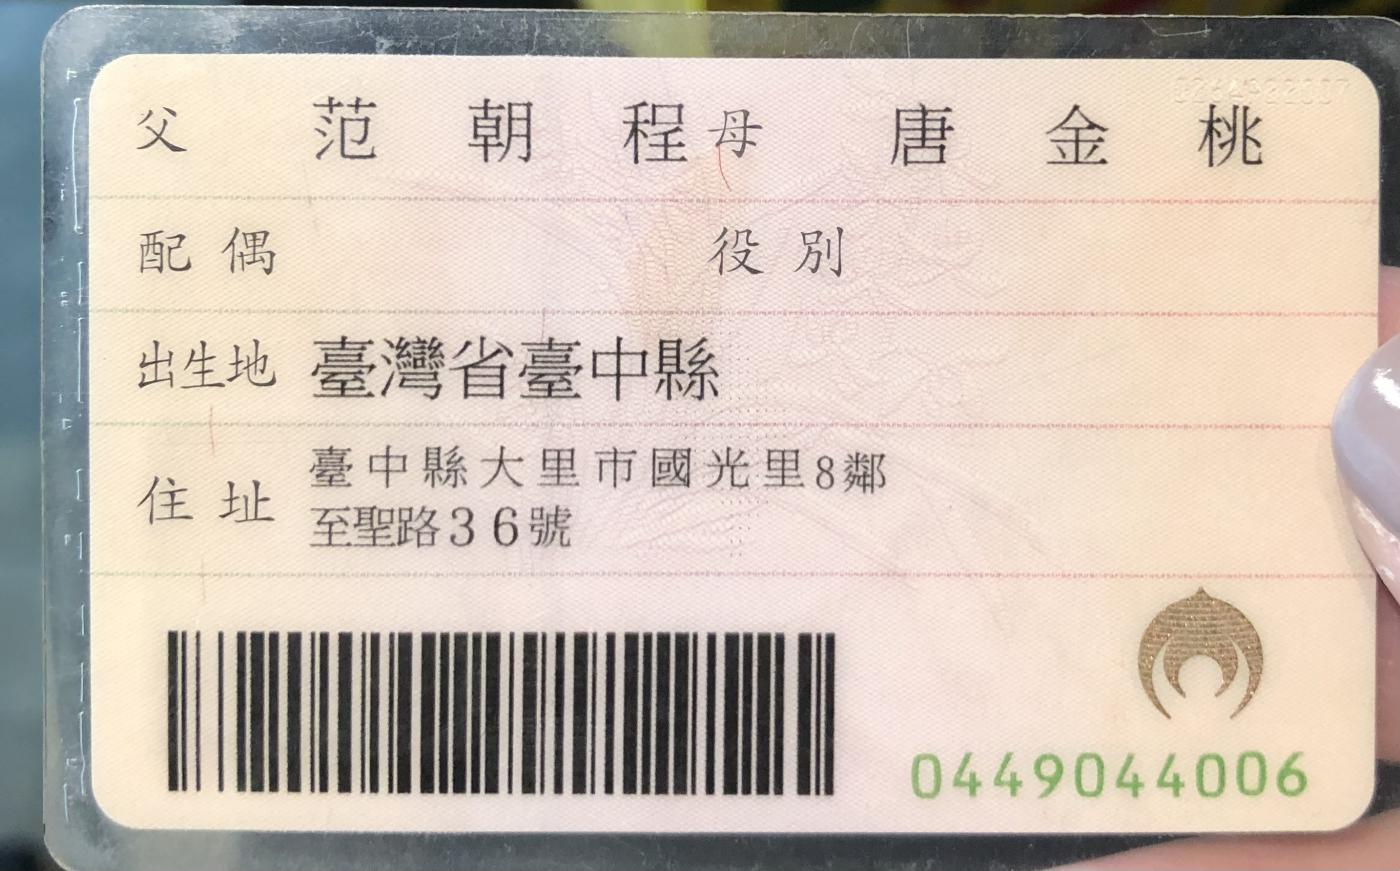 父 范朝程 母 唐金桃
配偶 役別
出生地 臺灣省臺中縣
住址 臺中縣大里市國光里8鄰
至聖路36號
0449044006